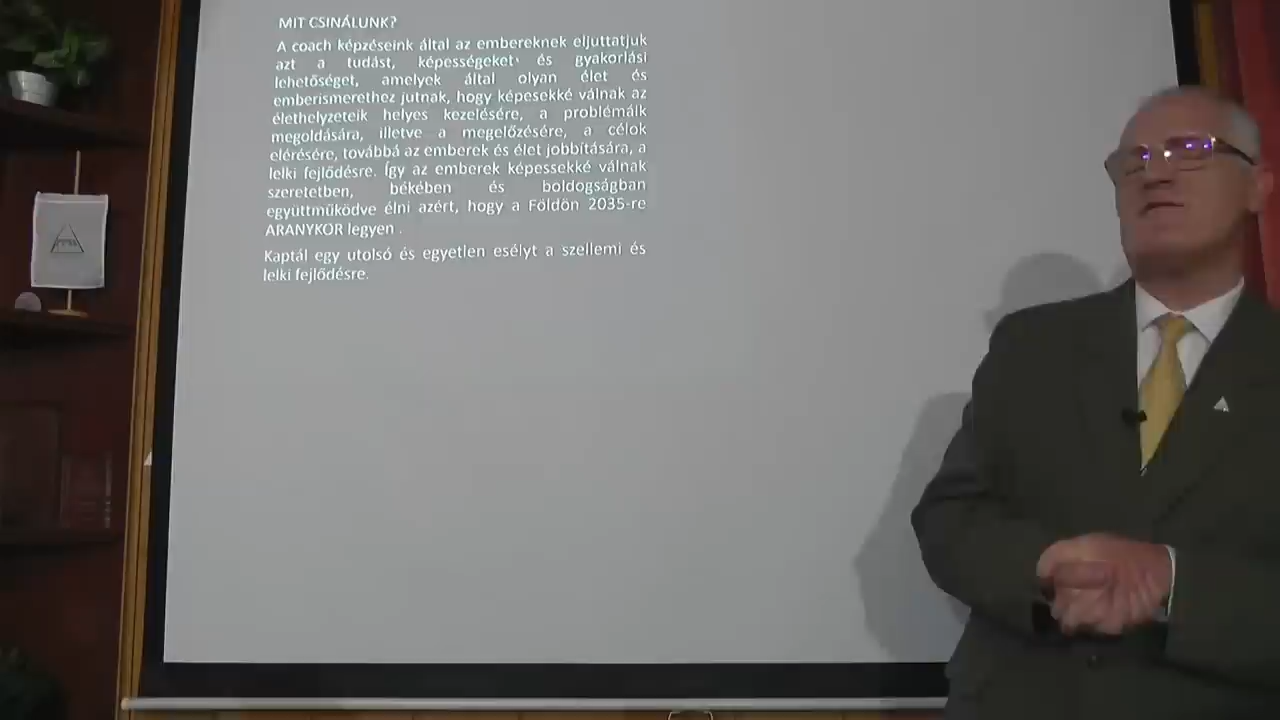 MIT CSINÁLUNK?
A coach képzéseink által az embereknek eljuttatjuk
azt a tudást, képességeket és gyakorlási
lehetőséget, amelyek által olyan élet és
emberismerethez jutnak, hogy képesekké válnak az
élethelyzeteik helyes kezelésére, a problémáik
megoldására, illetve a megelőzésére, a célok
elérésére, továbbá az emberek és élet jobbítására, a
lelki fejlődésre. Így az emberek képessekké válnak
szeretetben, békében és boldogságban
együttműködve élni azért, hogy a Földön 2035-re
ARANYKOR legyen .
Kaptál egy utolsó és egyetlen esélyt a szellemi és
lelki fejlődésre.